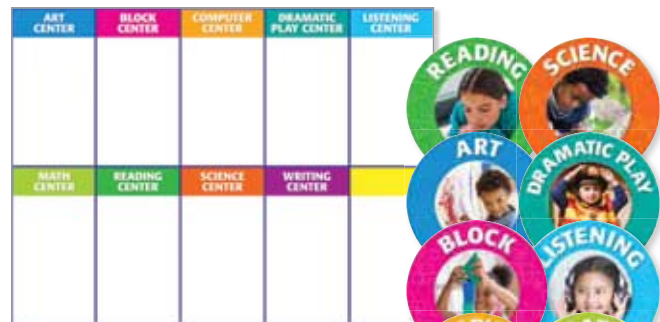 ART
CENTER
BLOCK
CENTER
COMPUTER
CENTER
DRAMATIC
PLAY CENTER
LISTENING
CENTER
MATH
CENTER
READING
CENTER
SCIENCE
CENTER
WRITING
CENTER
READING
SCIENCE
ART
DRAMATIC PLAY
BLOCK
LISTENING